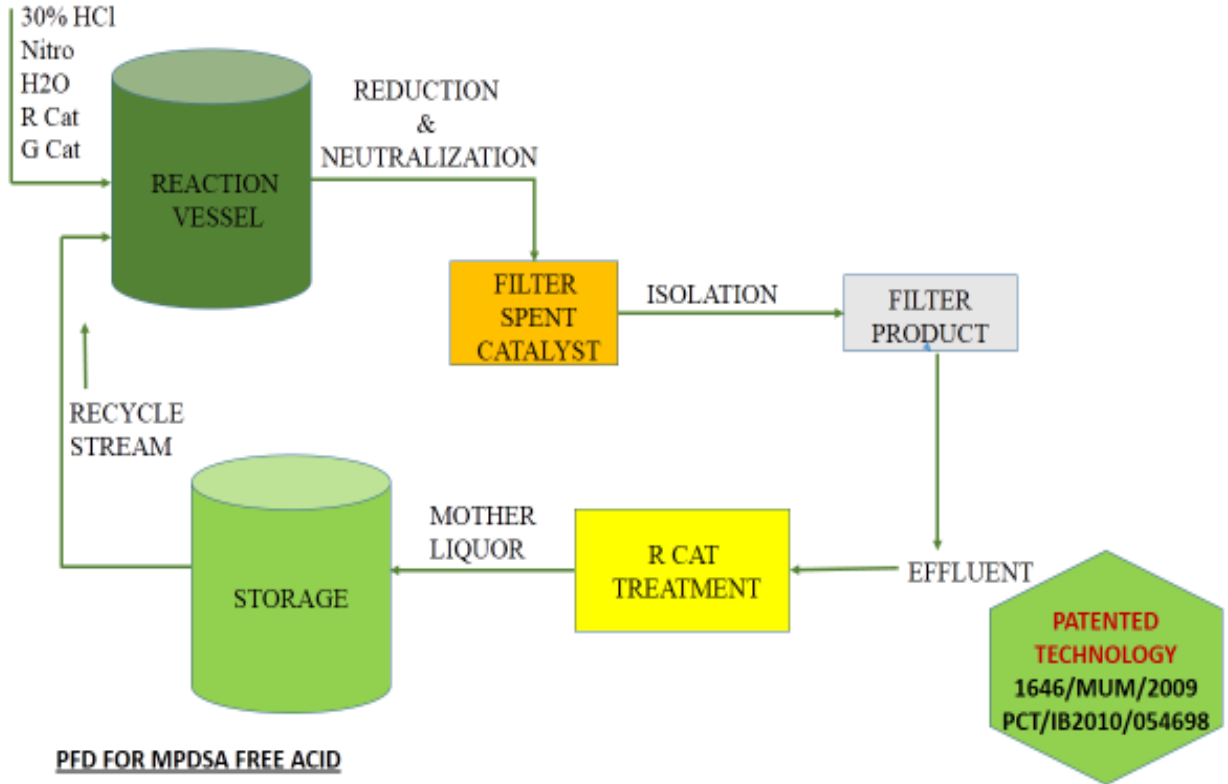 30% HCl
Nitro
H2O
R Cat
G Cat
REACTION
VESSEL
REDUCTION
&
NEUTRALIZATION
FILTER
SPENT
CATALYST
ISOLATION
FILTER
PRODUCT
EFFLUENT
R CAT
TREATMENT
MOTHER
LIQUOR
STORAGE
RECYCLE
STREAM
PATENTED
TECHNOLOGY
1646/MUM/2009
PCT/IB2010/054698
PFD FOR MPDSA FREE ACID